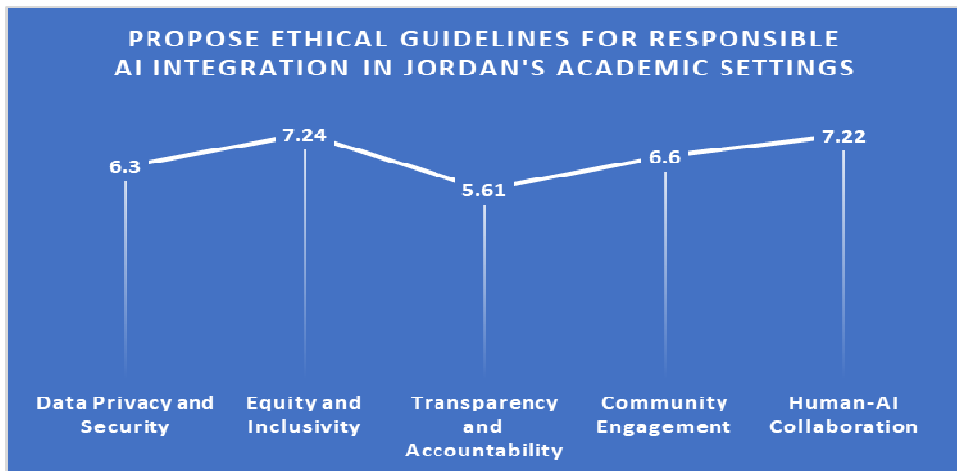 PROPOSE ETHICAL GUIDELINES FOR RESPONSIBLE
AI INTEGRATION IN JORDAN'S ACADEMIC SETTINGS
6.3
7.24
5.61
6.6
7.22
Data Privacy and
Security
Equity and
Inclusivity
Transparency
and
Accountability
Community
Engagement
Human-AI
Collaboration